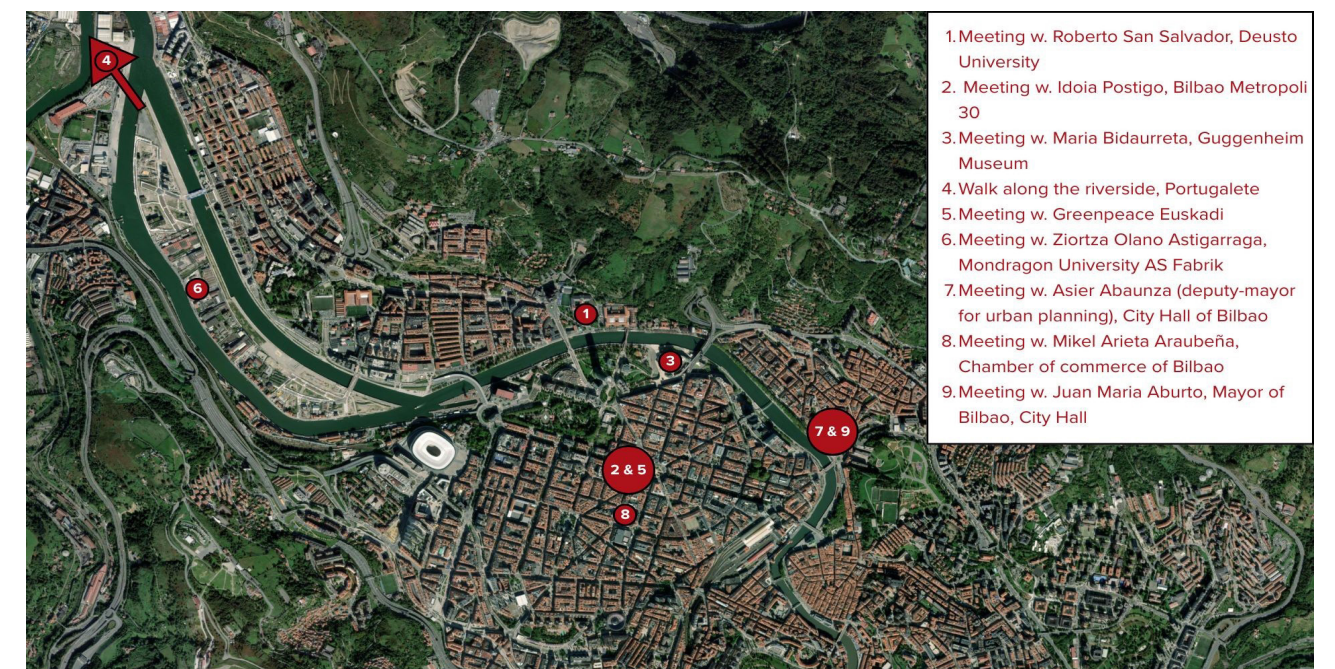 4
6
1
3
7 & 9
2 & 5
8
1. Meeting w. Roberto San Salvador, Deusto
University
2. Meeting w. Idoia Postigo, Bilbao Metropoli
30
3. Meeting w. Maria Bidaurreta, Guggenheim
Museum
4. Walk along the riverside, Portugalete
5. Meeting w. Greenpeace Euskadi
6. Meeting w. Ziortza Olano Astigarraga,
Mondragon University AS Fabrik
7. Meeting w. Asier Abaunza (deputy-mayor
for urban planning), City Hall of Bilbao
8. Meeting w. Mikel Arieta Araubeña,
Chamber of commerce of Bilbao
9. Meeting w. Juan Maria Aburto, Mayor of
Bilbao, City Hall